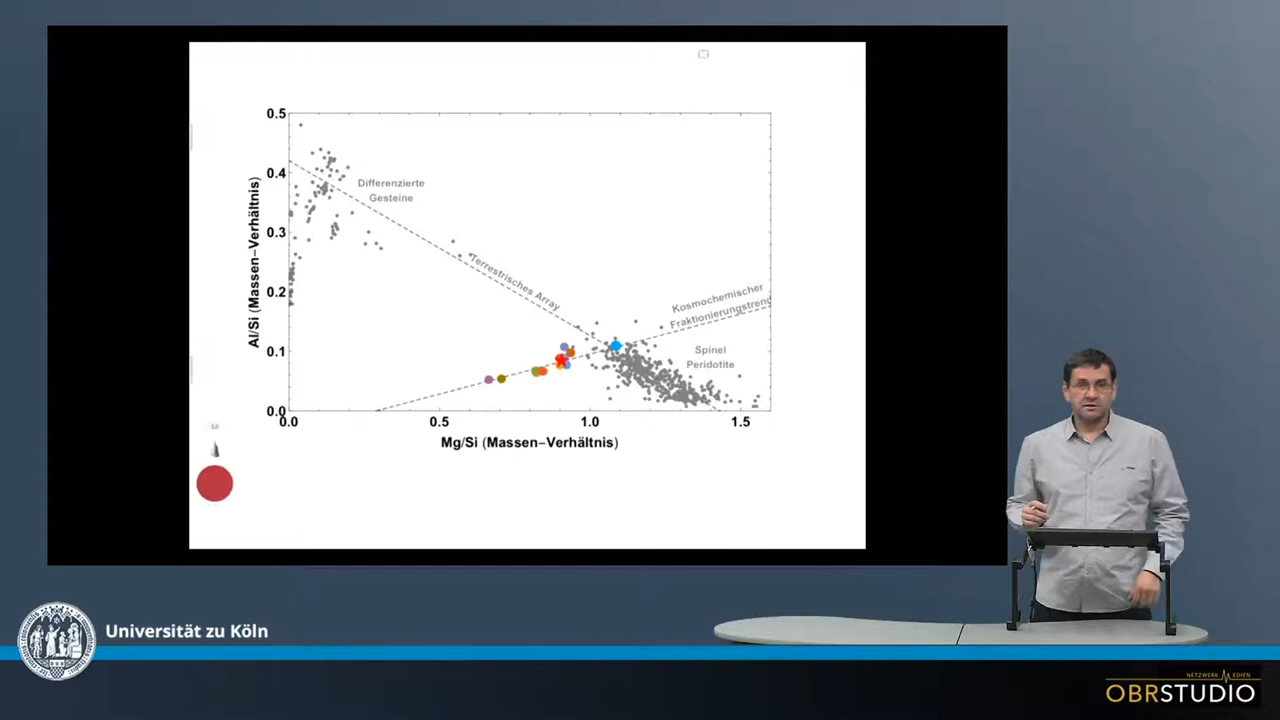 0.5
0.4
0.3
0.2
0.1
0.0
0.0
0.5
1.0
1.5
Al/Si (Massen–Verhältnis)
Mg/Si (Massen–Verhältnis)
Differenzierte
Gesteine
Terrestrisches Array
Kosmochemischer
Fraktionierungstrend
Spinel
Peridotite
Universität zu Köln
NETZWERK MEDIEN
OBRSTUDIO